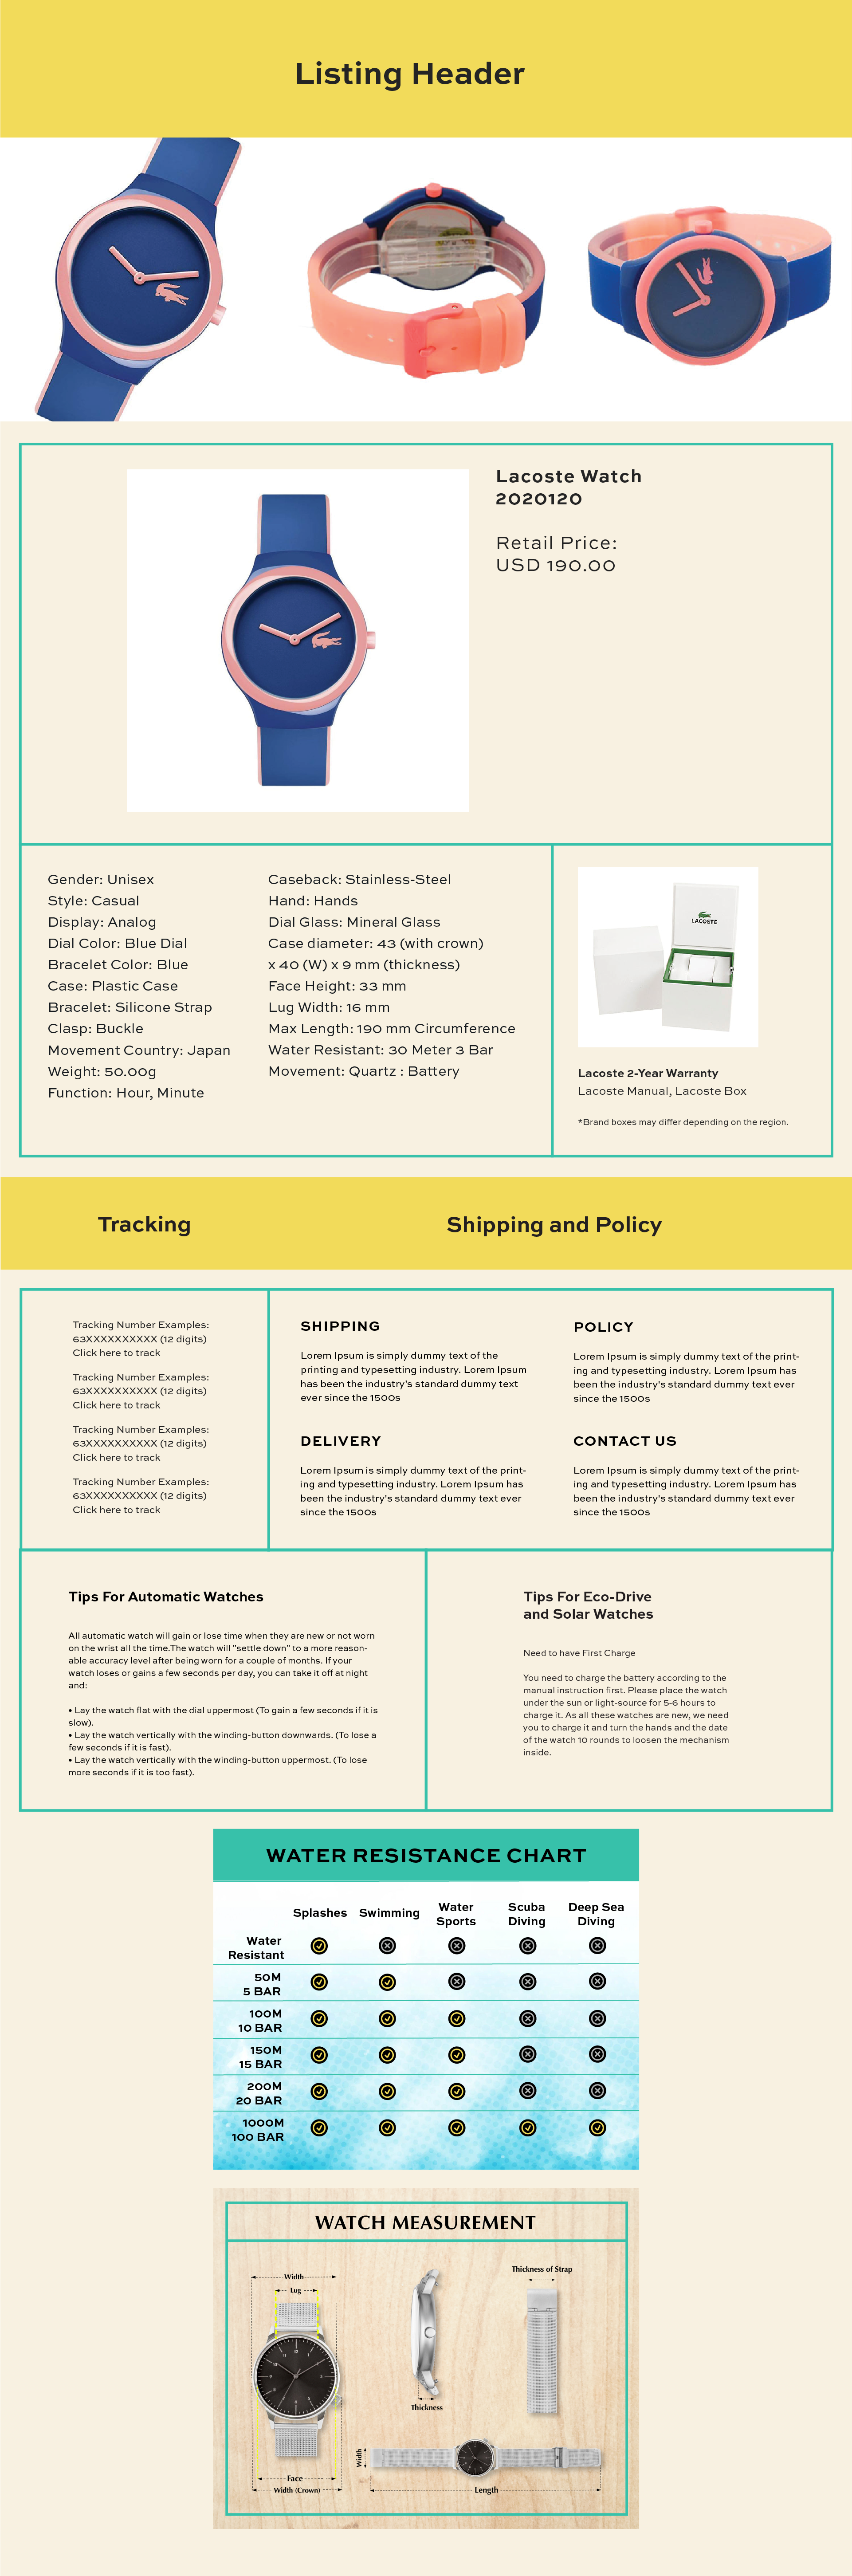 Listing Header
Lacoste Watch
2020120
Retail Price:
USD 190.00
Gender: Unisex
Style: Casual
Display: Analog
Dial Color: Blue Dial
Bracelet Color: Blue
Case: Plastic Case
Bracelet: Silicone Strap
Clasp: Buckle
Movement Country: Japan
Weight: 50.00g
Function: Hour, Minute
Caseback: Stainless-Steel
Hand: Hands
Dial Glass: Mineral Glass
Case diameter: 43 (with crown)
x 40 (W) x 9 mm (thickness)
Face Height: 33 mm
Lug Width: 16 mm
Max Length: 190 mm Circumference
Water Resistant: 30 Meter 3 Bar
Movement: Quartz : Battery
LACOSTE
Lacoste 2-Year Warranty
Lacoste Manual, Lacoste Box
*Brand boxes may differ depending on the region.
Tracking
Shipping and Policy
Tracking Number Examples:
63XXXXXXXXXX (12 digits)
Click here to track
Tracking Number Examples:
63XXXXXXXXXX (12 digits)
Click here to track
Tracking Number Examples:
63XXXXXXXXXX (12 digits)
Click here to track
Tracking Number Examples:
63XXXXXXXXXX (12 digits)
Click here to track
SHIPPING
Lorem Ipsum is simply dummy text of the
printing and typesetting industry. Lorem Ipsum
has been the industry's standard dummy text
ever since the 1500s
POLICY
Lorem Ipsum is simply dummy text of the print-
ing and typesetting industry. Lorem Ipsum has
been the industry's standard dummy text ever
since the 1500s
DELIVERY
Lorem Ipsum is simply dummy text of the print-
ing and typesetting industry. Lorem Ipsum has
been the industry's standard dummy text ever
since the 1500s
CONTACT US
Lorem Ipsum is simply dummy text of the print-
ing and typesetting industry. Lorem Ipsum has
been the industry's standard dummy text ever
since the 1500s
Tips For Automatic Watches
All automatic watch will gain or lose time when they are new or not worn
on the wrist all the time.The watch will "settle down" to a more reason-
able accuracy level after being worn for a couple of months. If your
watch loses or gains a few seconds per day, you can take it off at night
and:
• Lay the watch flat with the dial uppermost (To gain a few seconds if it is
slow).
• Lay the watch vertically with the winding-button downwards. (To lose a
few seconds if it is fast).
• Lay the watch vertically with the winding-button uppermost. (To lose
more seconds if it is too fast).
Tips For Eco-Drive
and Solar Watches
Need to have First Charge
You need to charge the battery according to the
manual instruction first. Please place the watch
under the sun or light-source for 5-6 hours to
charge it. As all these watches are new, we need
you to charge it and turn the hands and the date
of the watch 10 rounds to loosen the mechanism
inside.
WATER RESISTANCE CHART
Splashes Swimming Water Sports Scuba Diving Deep Sea Diving
Water
Resistant
50M
5 BAR
100M
10 BAR
150M
15 BAR
200M
20 BAR
1000M
100 BAR
WATCH MEASUREMENT
Width
Lug
Thickness of Strap
Thickness
Width
Face
Width (Crown)
Length